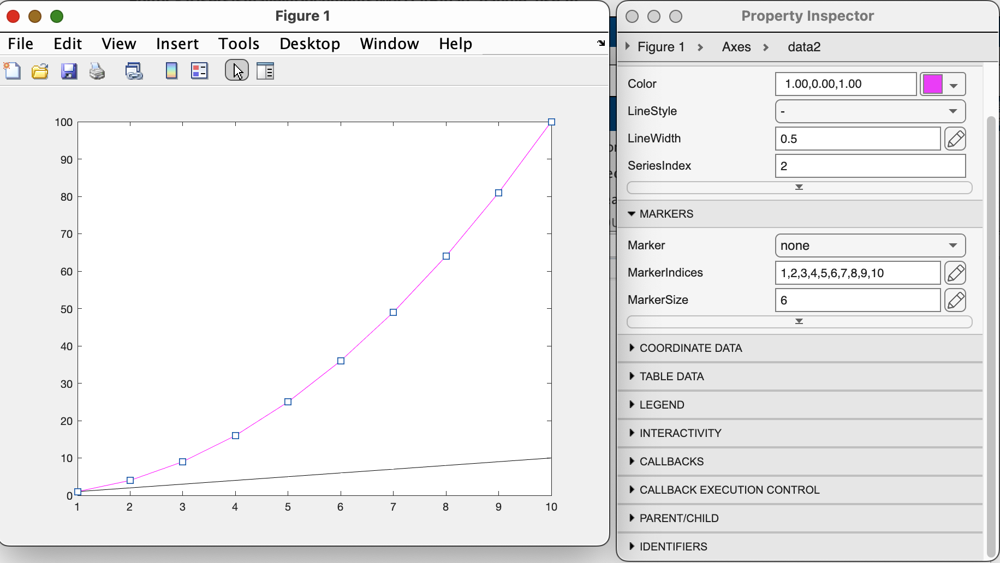 Figure 1
File Edit View Insert Tools Desktop Window Help
100
90
80
70
60
50
40
30
20
10
0
1 2 3 4 5 6 7 8 9 10
Property Inspector
Figure 1 > Axes > data2
Color 1.00,0.00,1.00
LineStyle -
LineWidth 0.5
SeriesIndex 2
MARKERS
Marker none
MarkerIndices 1,2,3,4,5,6,7,8,9,10
MarkerSize 6
COORDINATE DATA
TABLE DATA
LEGEND
INTERACTIVITY
CALLBACKS
CALLBACK EXECUTION CONTROL
PARENT/CHILD
IDENTIFIERS